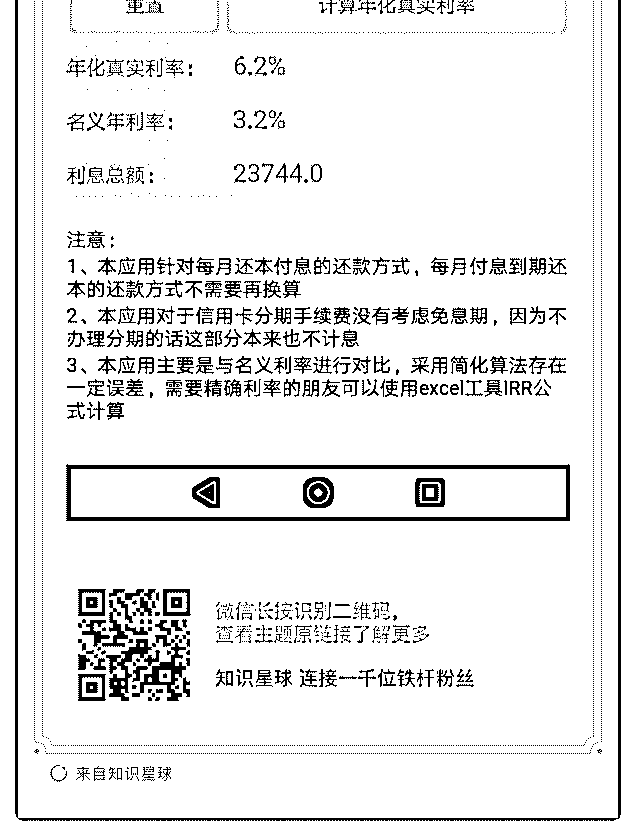 重置 计算年化真实利率
年化真实利率： 6.2%
名义年利率： 3.2%
利息总额： 23744.0
注意：
1、本应用针对每月还本付息的还款方式，每月付息到期还
本的还款方式不需要再换算
2、本应用对于信用卡分期手续费没有考虑免息期，因为不
办理分期的话这部分本来也不计息
3、本应用主要是与名义利率进行对比，采用简化算法存在
一定误差，需要精确利率的朋友可以使用excel工具IRR公
式计算
微信长按识别二维码，
查看主题原链接了解更多
知识星球 连接一千位铁杆粉丝
来自知识星球